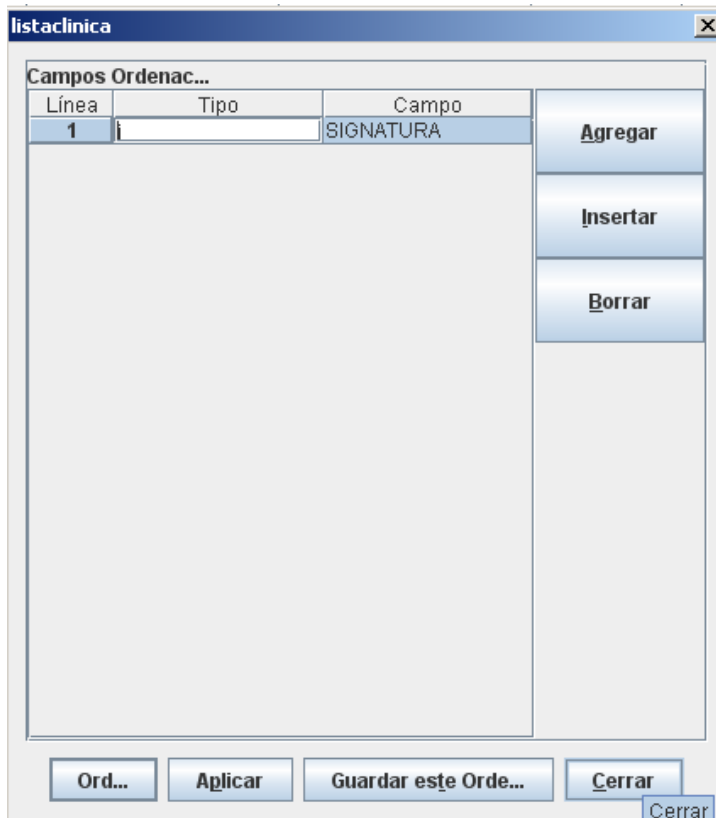 listaclinica
Campos Ordenac...
Línea Tipo Campo
1 i SIGNATURA
Agregar
Insertar
Borrar
Ord... Aplicar Guardar este Orde... Cerrar
Cerrar